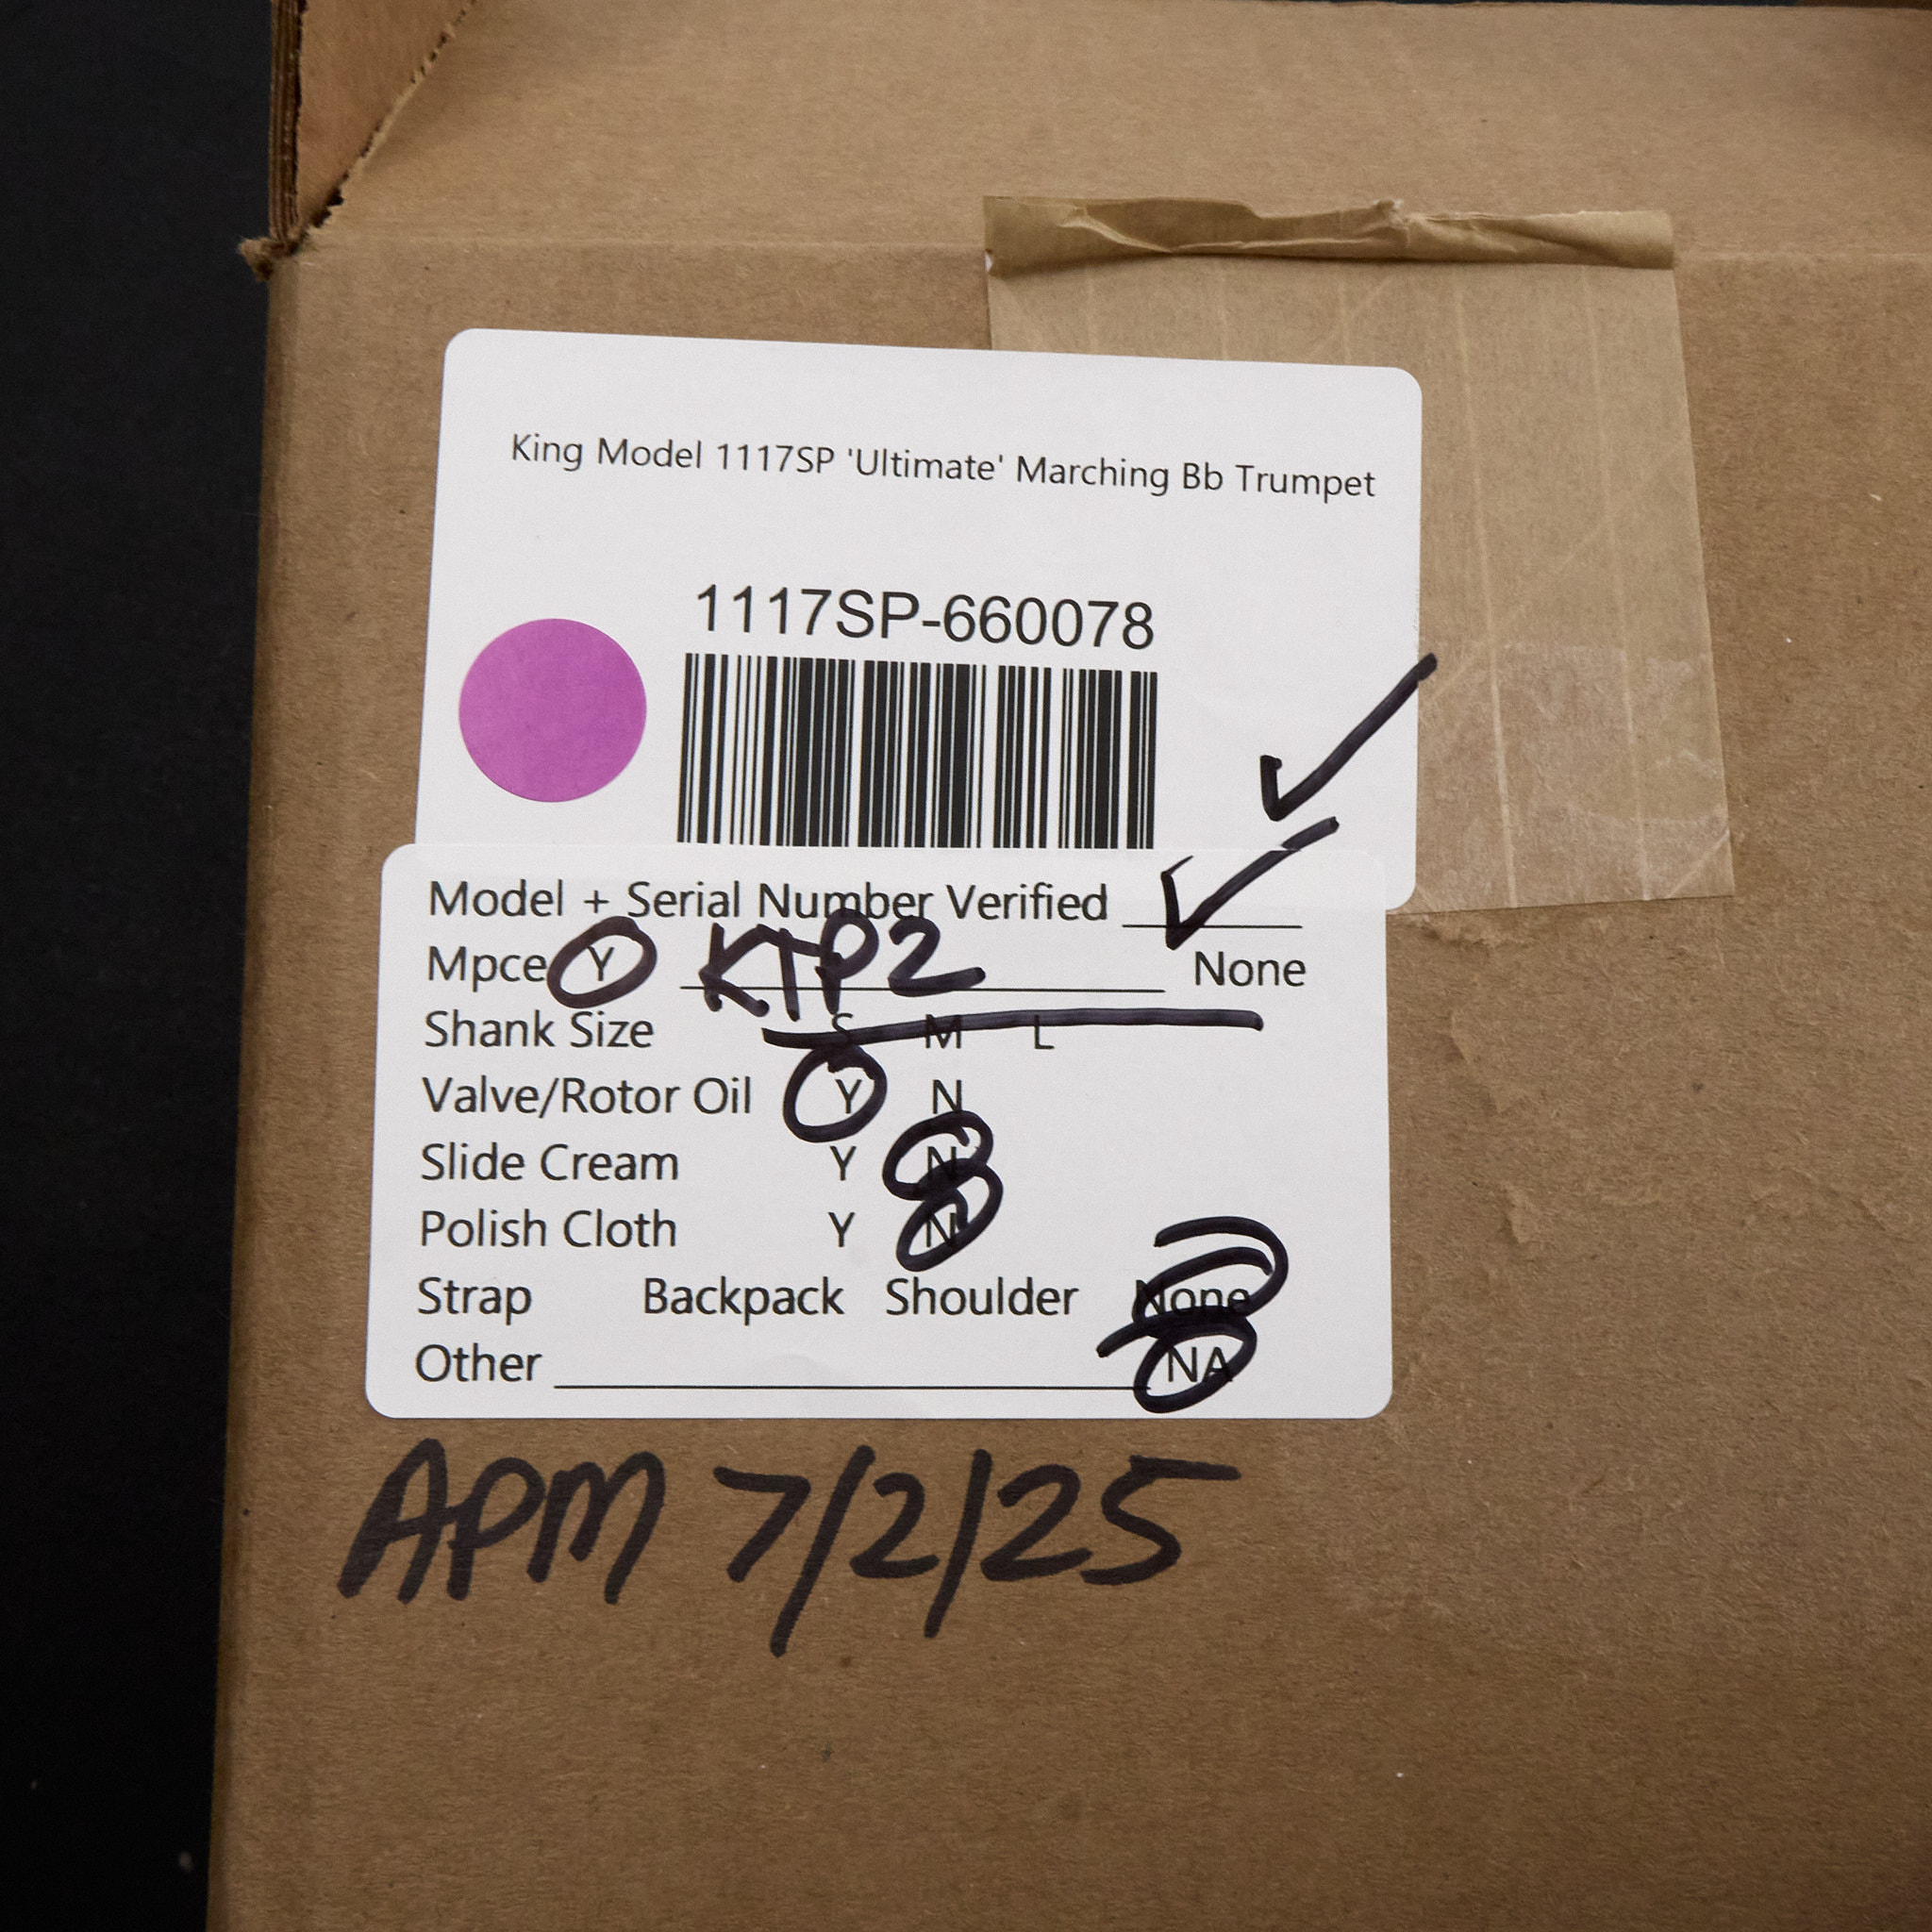 King Model 1117SP 'Ultimate' Marching Bb Trumpet
1117SP-660078
Model + Serial Number Verified
Mpce Y KTP2 None
Shank Size S M L
Valve/Rotor Oil Y N
Slide Cream Y N
Polish Cloth Y N
Strap Backpack Shoulder None
Other NA
APM 7/2/25